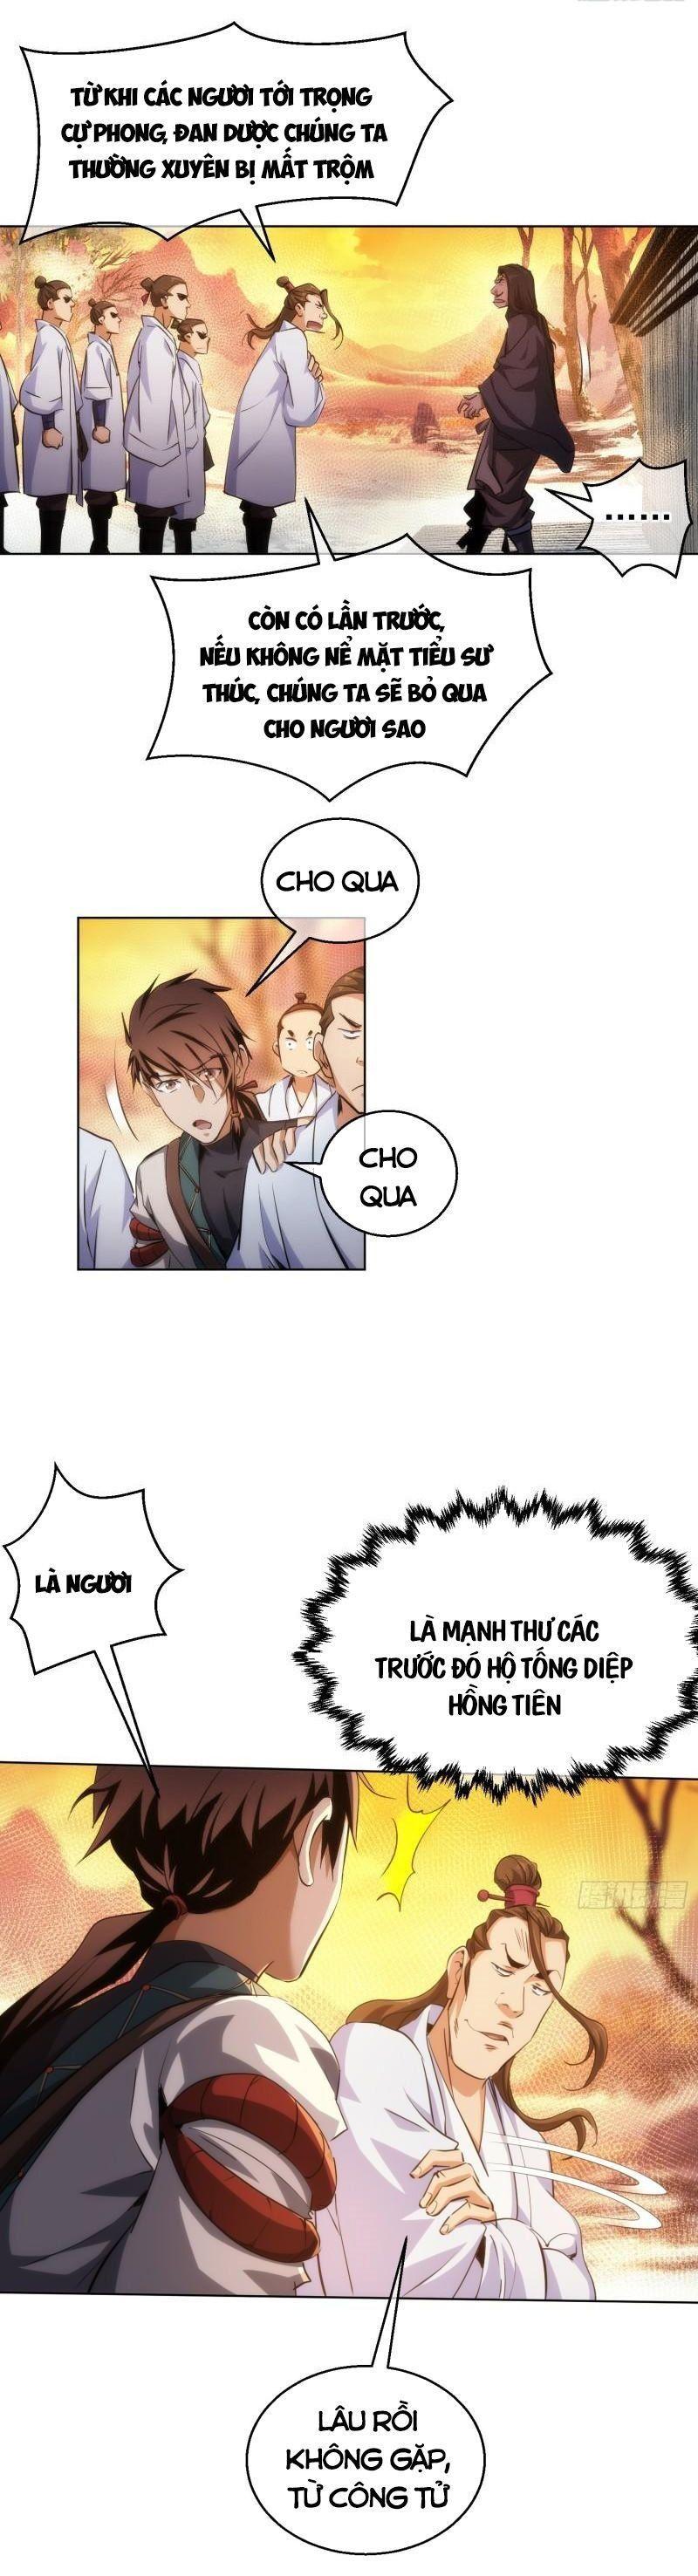 TỪ KHI CÁC NGƯƠI TỚI TRỌNG
CỰ PHONG, ĐAN DƯỢC CHÚNG TA
THƯỜNG XUYÊN BỊ MẤT TRỘM
.......
CÒN CÓ LẦN TRƯỚC,
NẾU KHÔNG NỂ MẶT TIỂU SƯ
THÚC, CHÚNG TA SẼ BỎ QUA
CHO NGƯƠI SAO
CHO QUA
CHO
QUA
LÀ NGƯƠI
LÀ MẠNH THƯ CÁC
TRƯỚC ĐÓ HỘ TỐNG DIỆP
HỒNG TIÊN
LÂU RỒI
KHÔNG GẶP,
TỪ CÔNG TỬ